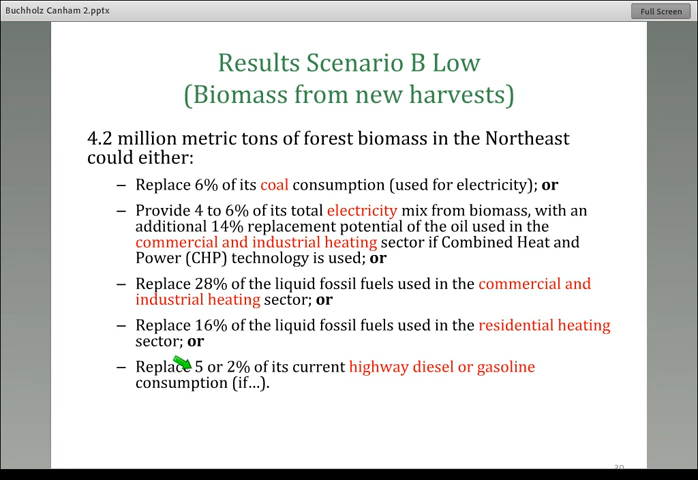 Buchholz Canham 2.pptx
Full Screen
Results Scenario B Low
(Biomass from new harvests)
4.2 million metric tons of forest biomass in the Northeast
could either:
– Replace 6% of its coal consumption (used for electricity); or
– Provide 4 to 6% of its total electricity mix from biomass, with an
additional 14% replacement potential of the oil used in the
commercial and industrial heating sector if Combined Heat and
Power (CHP) technology is used; or
– Replace 28% of the liquid fossil fuels used in the commercial and
industrial heating sector; or
– Replace 16% of the liquid fossil fuels used in the residential heating
sector; or
– Replace 5 or 2% of its current highway diesel or gasoline
consumption (if...).